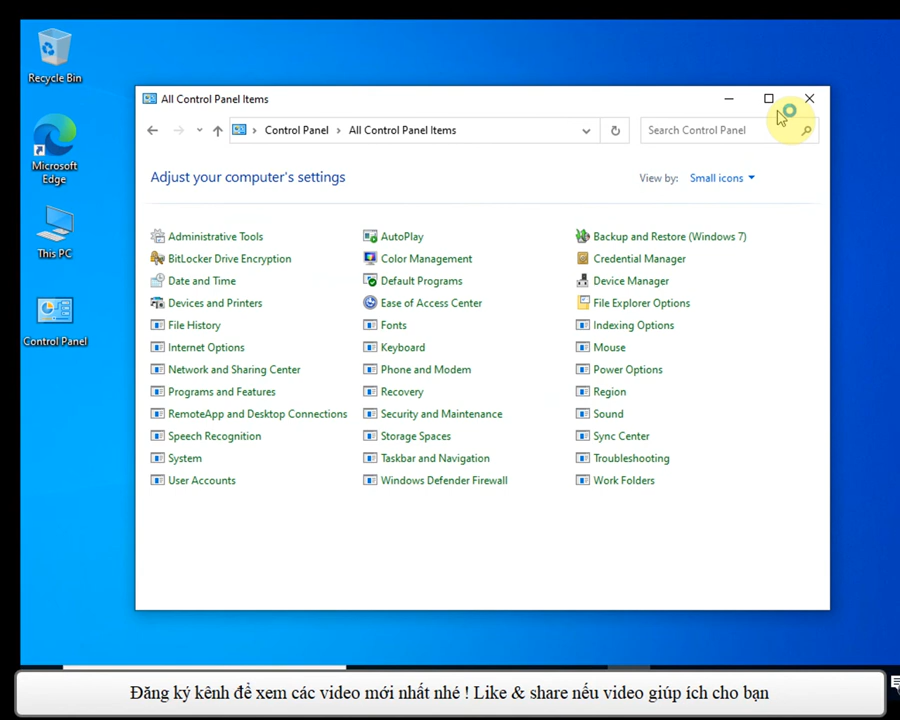 Recycle Bin
Microsoft
Edge
This PC
Control Panel
All Control Panel Items
Control Panel > All Control Panel Items
Search Control Panel
Adjust your computer's settings
View by: Small icons
Administrative Tools
AutoPlay
Backup and Restore (Windows 7)
BitLocker Drive Encryption
Color Management
Credential Manager
Date and Time
Default Programs
Device Manager
Devices and Printers
Ease of Access Center
File Explorer Options
File History
Fonts
Indexing Options
Internet Options
Keyboard
Mouse
Network and Sharing Center
Phone and Modem
Power Options
Programs and Features
Recovery
Region
RemoteApp and Desktop Connections
Security and Maintenance
Sound
Speech Recognition
Storage Spaces
Sync Center
System
Taskbar and Navigation
Troubleshooting
User Accounts
Windows Defender Firewall
Work Folders
Đăng ký kênh để xem các video mới nhất nhé ! Like & share nếu video giúp ích cho bạn